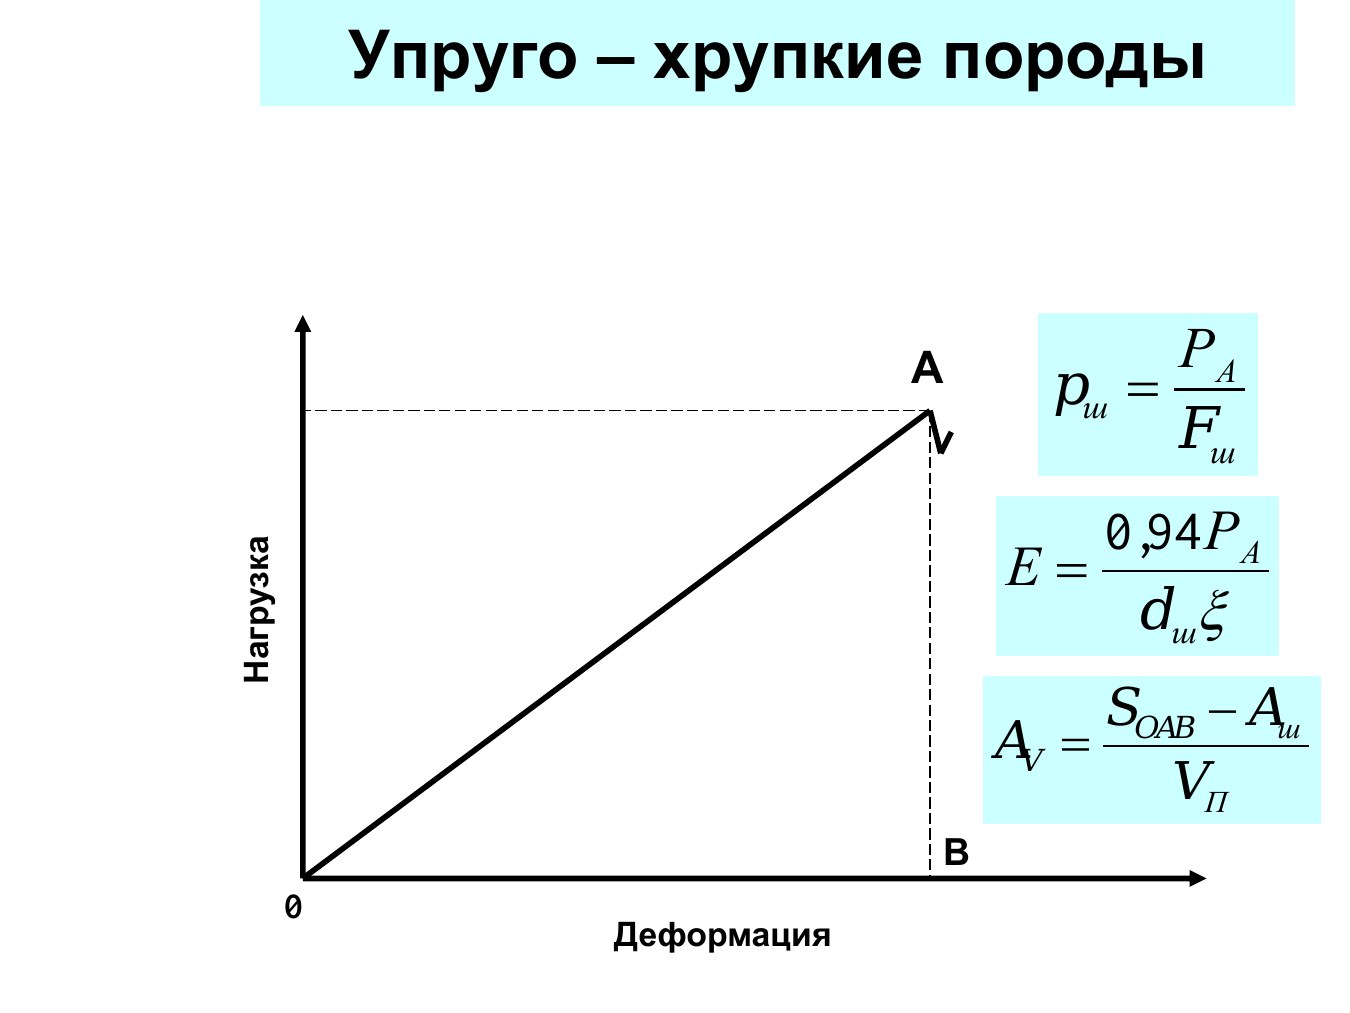 Упруго – хрупкие породы
A
p_ш = P_A / F_ш
E = 0,94P_A / d_ш ξ
A_V = (S_OAB – A_ш) / V_П
Нагрузка
B
0
Деформация